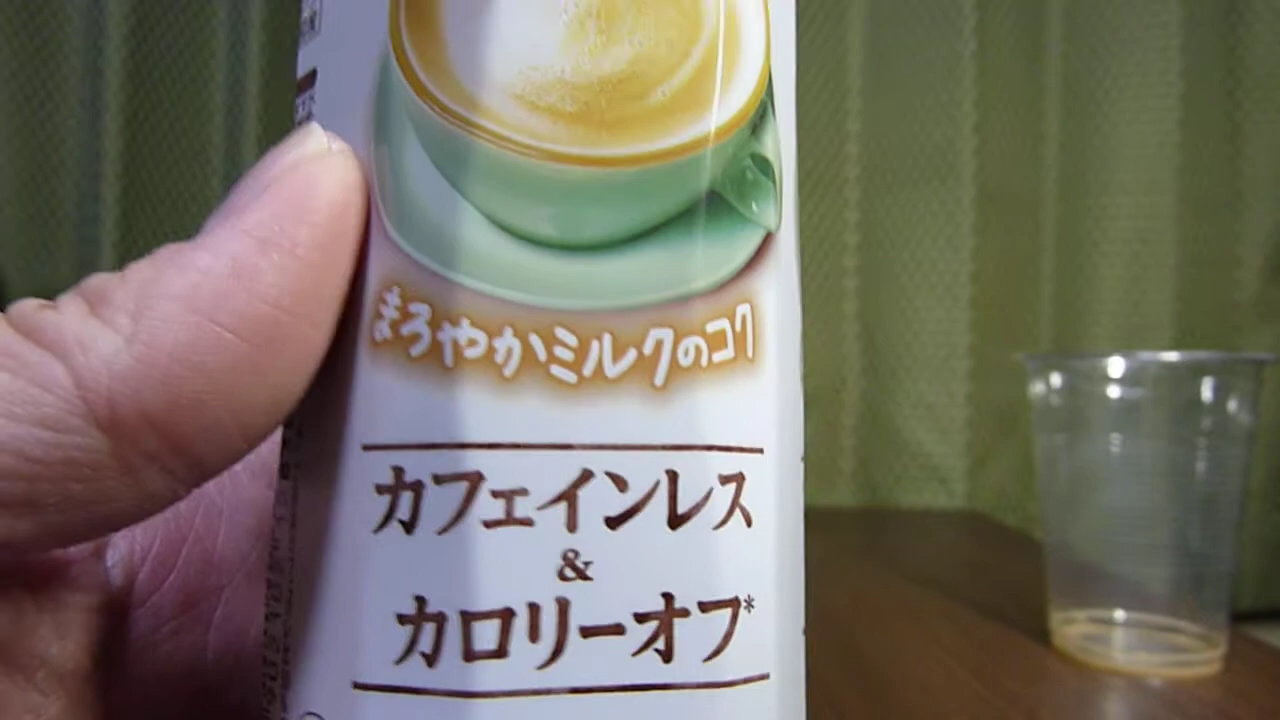 まろやかミルクのコク
カフェインレス
&
カロリーオフ*